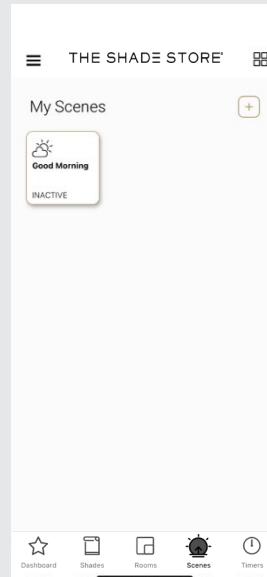 THE SHADE STORE
My Scenes
Good Morning
INACTIVE
Dashboard Shades Rooms Scenes Timers